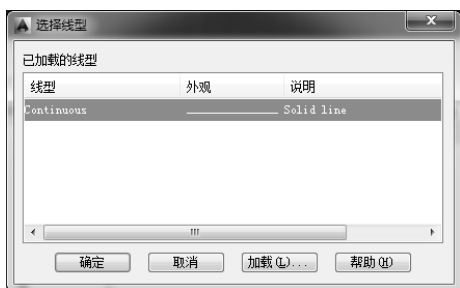 选择线型
已加载的线型
线型 外观 说明
Continuous Solid line
确定 取消 加载(L)... 帮助(H)